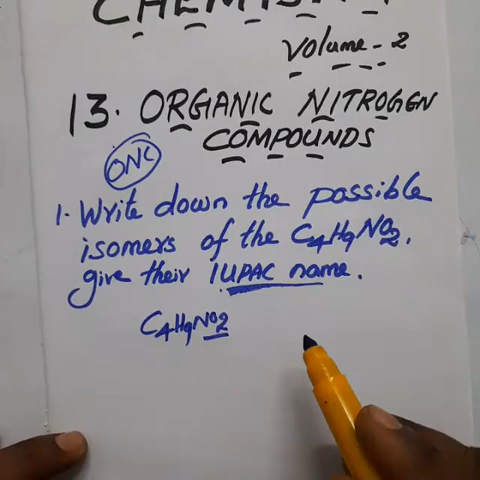 CHEMISTRY
Volume - 2
13. ORGANIC NITROGEN
COMPOUNDS
ONC
1. Write down the possible
isomers of the C4H9NO2.
give their IUPAC name.
C4H9NO2